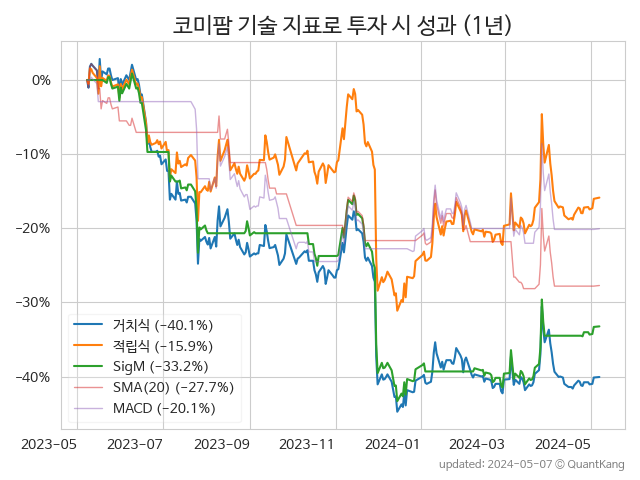 코미팜 기술 지표로 투자 시 성과 (1년)
0%
−10%
−20%
−30%
−40%
거치식 (−40.1%)
적립식 (−15.9%)
SigM (−33.2%)
SMA(20) (−27.7%)
MACD (−20.1%)
2023−05 2023−07 2023−09 2023−11 2024−01 2024−03 2024−05
updated: 2024-05-07 © QuantKang